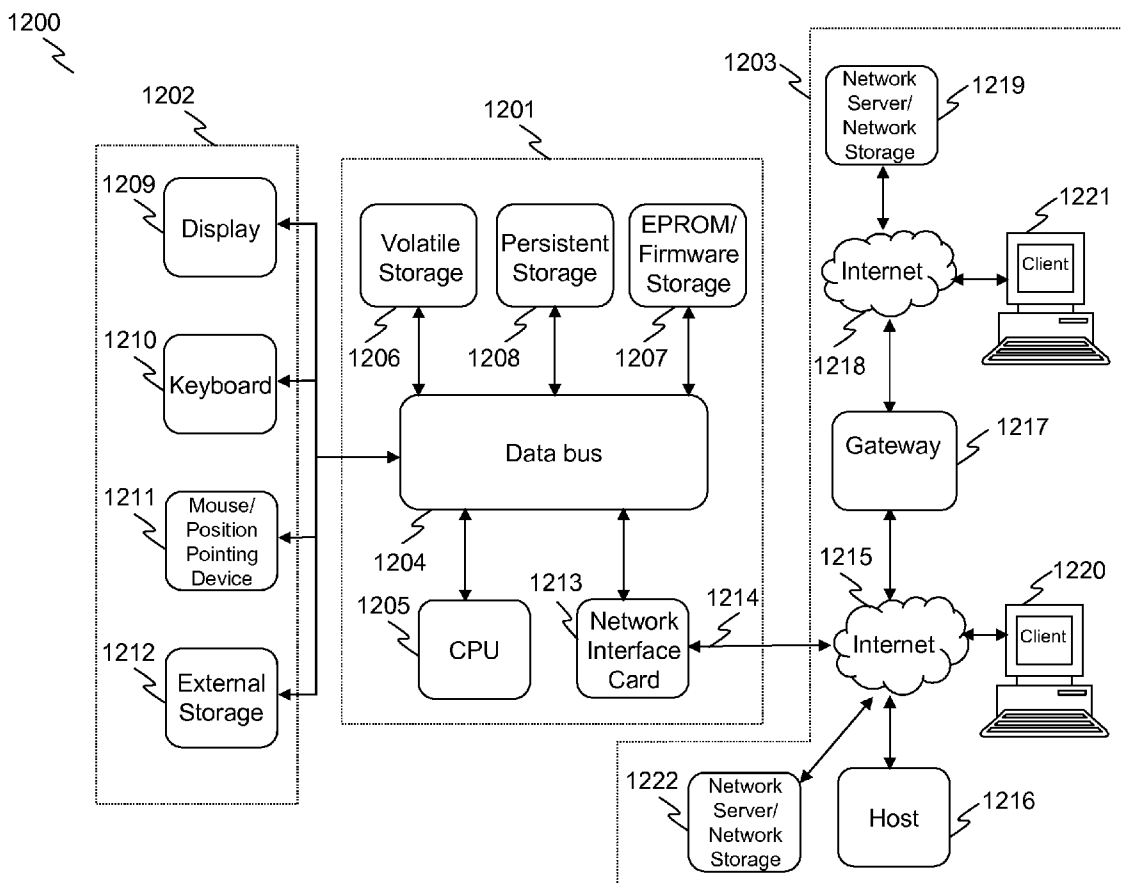 1200
1202
1209
Display
1210
Keyboard
1211
Mouse/
Position
Pointing
Device
1212
External
Storage
1201
Volatile
Storage
1206
Persistent
Storage
1208
EPROM/
Firmware
Storage
1207
Data bus
1204
1205
CPU
1213
Network
Interface
Card
1214
1203
Network
Server/
Network
Storage
1219
1221
Client
Internet
1218
Gateway
1217
1215
Internet
1220
Client
1222
Network
Server/
Network
Storage
Host
1216